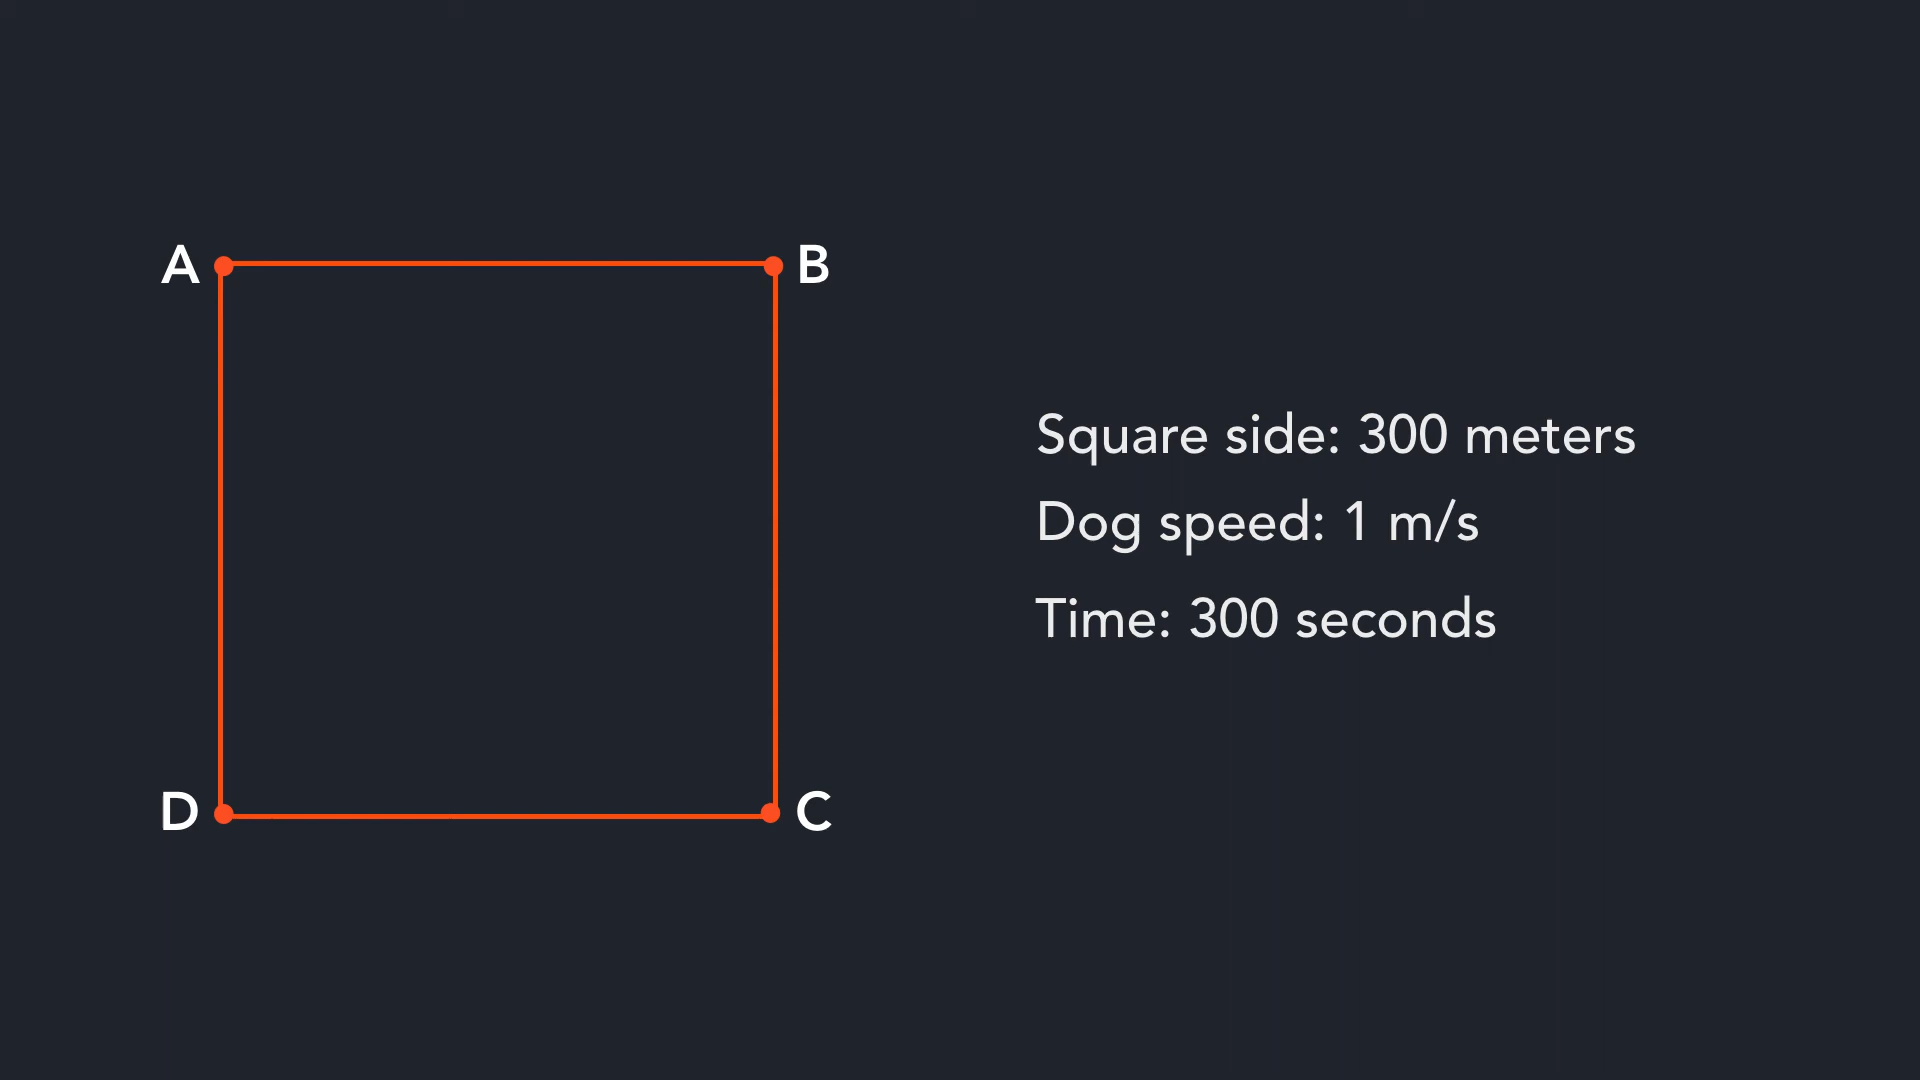 A B
Square side: 300 meters
Dog speed: 1 m/s
Time: 300 seconds
D C